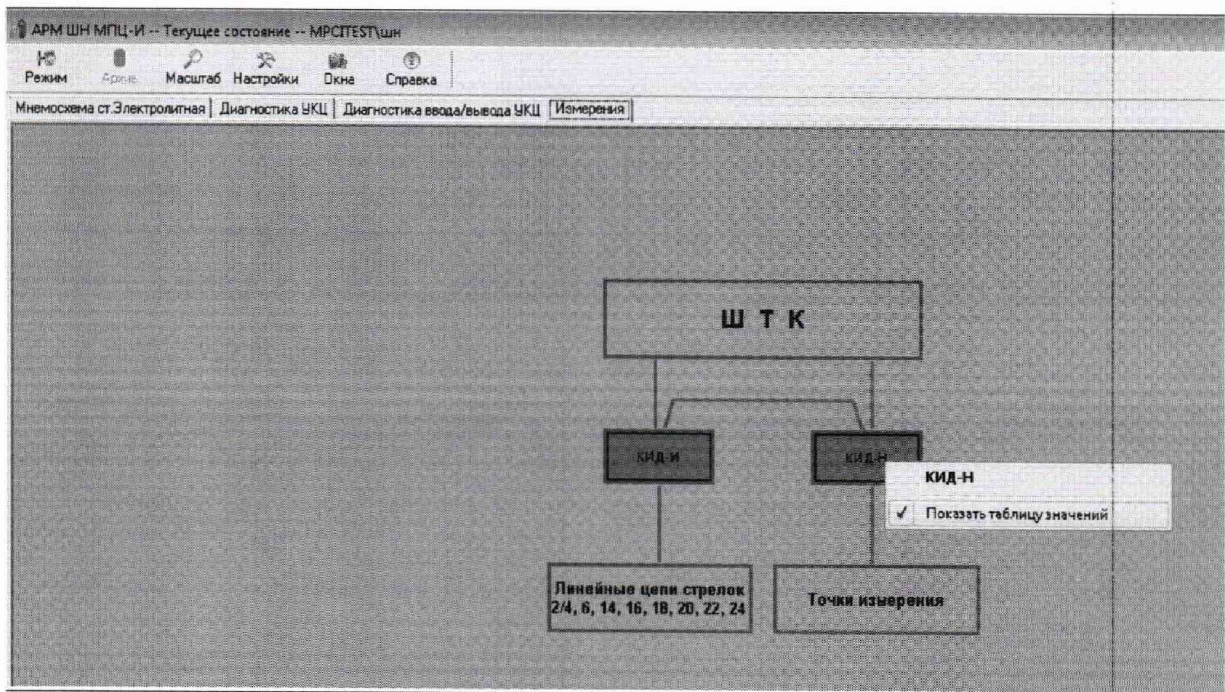 АРМ ШН МПЦ-И -- Текущее состояние -- MPCITEST\шн
Режим Архив Масштаб Настройки Окна Справка
Мнемосхема ст.Электролитная Диагностика УКЦ Диагностика ввода/вывода УКЦ Измерения
Ш Т К
КИД-И КИД-Н
КИД-Н
Показать таблицу значений
Линейные цепи стрелок
2/4, 6, 14, 16, 18, 20, 22, 24
Точки измерения